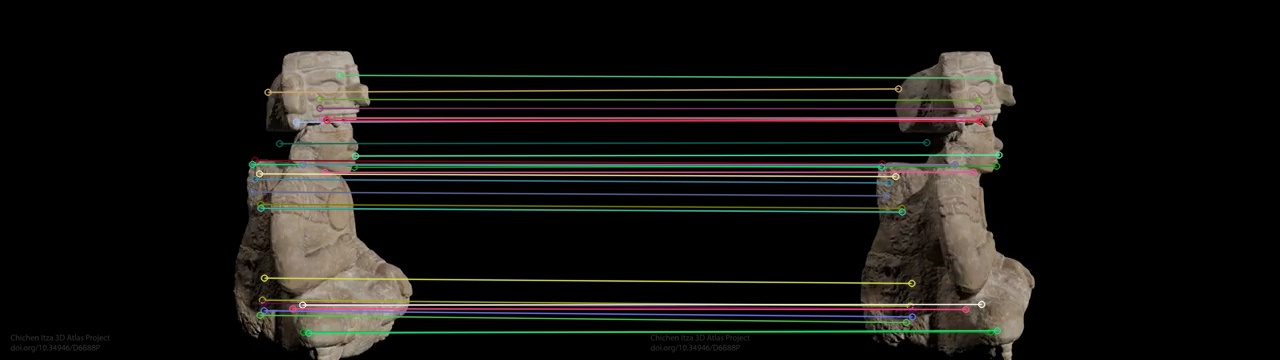 Chichen Itza 3D Atlas Project
doi.org/10.34946/D6B88P
Chichen Itza 3D Atlas Project
doi.org/10.34946/D6B88P